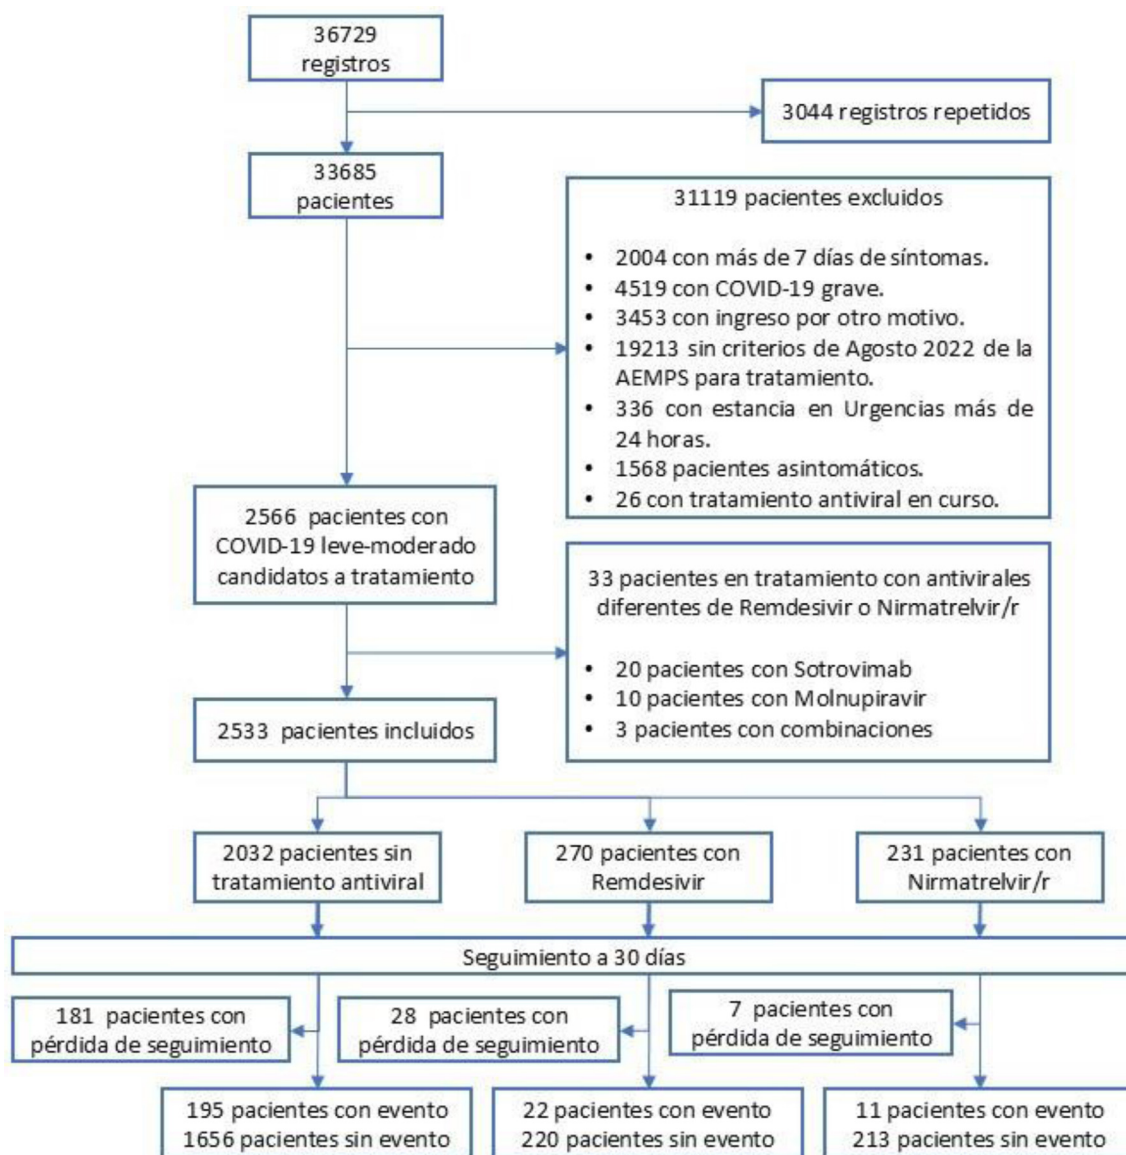 36729
registros
3044 registros repetidos
33685
pacientes
31119 pacientes excluidos
• 2004 con más de 7 días de síntomas.
• 4519 con COVID-19 grave.
• 3453 con ingreso por otro motivo.
• 19213 sin criterios de Agosto 2022 de la
AEMPS para tratamiento.
• 336 con estancia en Urgencias más de
24 horas.
• 1568 pacientes asintomáticos.
• 26 con tratamiento antiviral en curso.
2566 pacientes con
COVID-19 leve-moderado
candidatos a tratamiento
33 pacientes en tratamiento con antivirales
diferentes de Remdesivir o Nirmatrelvir/r
• 20 pacientes con Sotrovimab
• 10 pacientes con Molnupiravir
• 3 pacientes con combinaciones
2533 pacientes incluidos
2032 pacientes sin
tratamiento antiviral
270 pacientes con
Remdesivir
231 pacientes con
Nirmatrelvir/r
Seguimiento a 30 días
181 pacientes con
pérdida de seguimiento
28 pacientes con
pérdida de seguimiento
7 pacientes con
pérdida de seguimiento
195 pacientes con evento
1656 pacientes sin evento
22 pacientes con evento
220 pacientes sin evento
11 pacientes con evento
213 pacientes sin evento